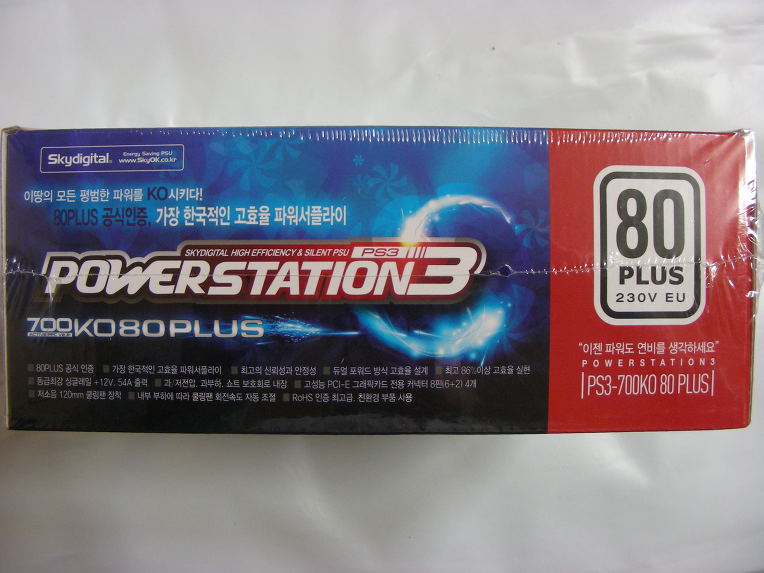 Skydigital®
Energy Saving PSU
www.SkyOK.co.kr
이땅의 모든 평범한 파워를 KO시키다!
80PLUS 공식인증, 가장 한국적인 고효율 파워서플라이
SKYDIGITAL HIGH EFFICIENCY & SILENT PSU PS3
POWERSTATION3
700KO80PLUS
■ 80PLUS 공식 인증 ■ 가장 한국적인 고효율 파워서플라이 ■ 최고의 신뢰성과 안정성 ■ 듀얼 포워드 방식 고효율 설계 ■ 최고 86%이상 고효율 실현
■ 동급최강 싱글레일 +12V. 54A 출력 ■ 과/저전압, 과부하, 쇼트 보호회로 내장 ■ 고성능 PCI-E 그래픽카드 전용 커넥터 8핀(6+2) 4개
■ 저소음 120mm 쿨링팬 장착 ■ 내부 부하에 따라 쿨링팬 회전속도 자동 조절 ■ RoHS 인증 최고급, 친환경 부품 사용
80
PLUS
230V EU
"이젠 파워도 연비를 생각하세요"
POWERSTATION3
|PS3-700KO 80 PLUS|